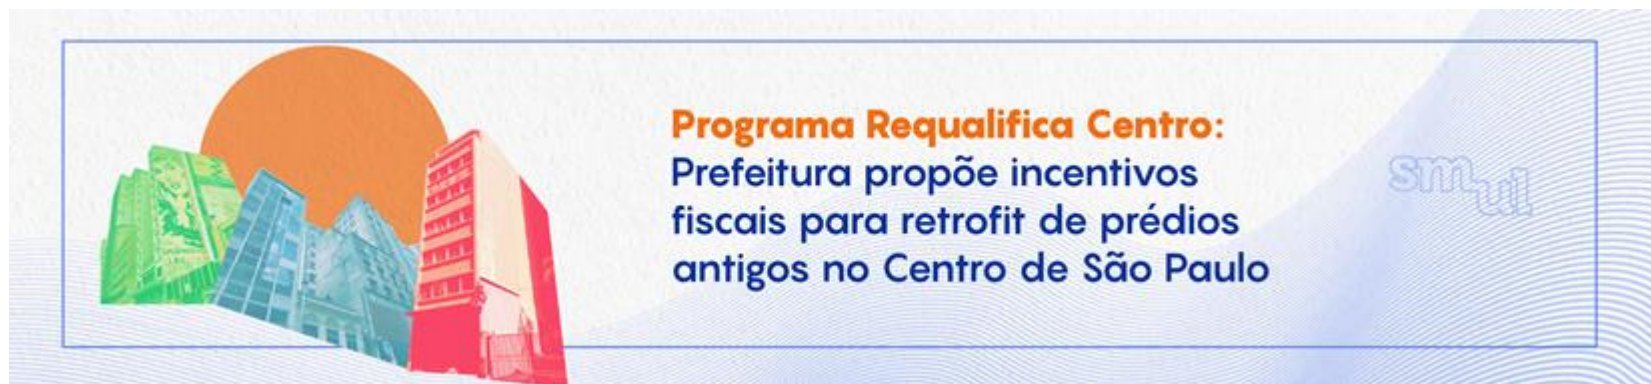 Programa Requalifica Centro:
Prefeitura propõe incentivos
fiscais para retrofit de prédios
antigos no Centro de São Paulo
smul